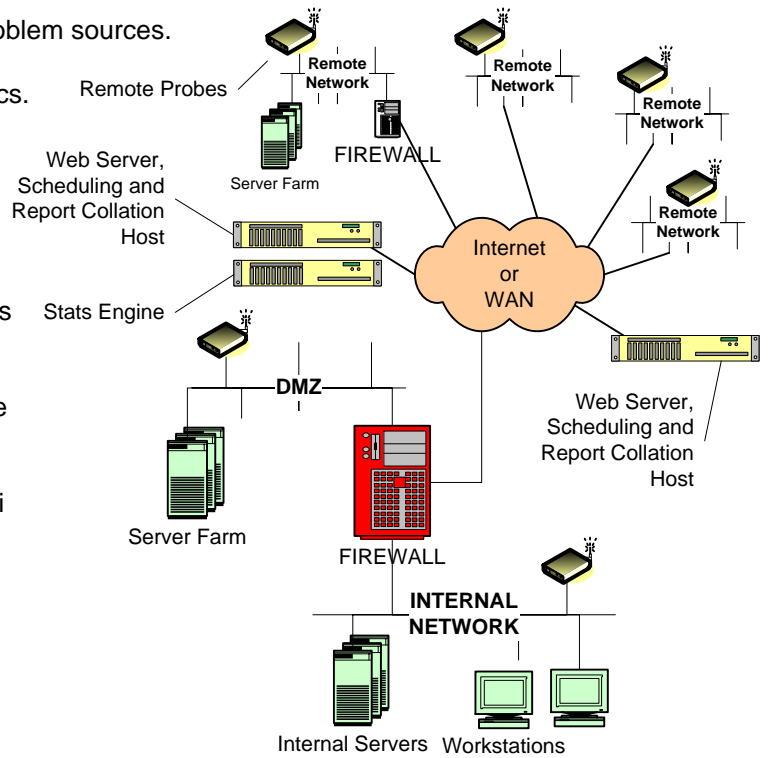 oblem sources.
cs.
s
e
i
Remote Probes
Remote
Network
FIREWALL
Server Farm
Remote
Network
Remote
Network
Remote
Network
Web Server,
Scheduling and
Report Collation
Host
Stats Engine
Internet
or
WAN
DMZ
Web Server,
Scheduling and
Report Collation
Host
Server Farm
FIREWALL
INTERNAL
NETWORK
Internal Servers
Workstations